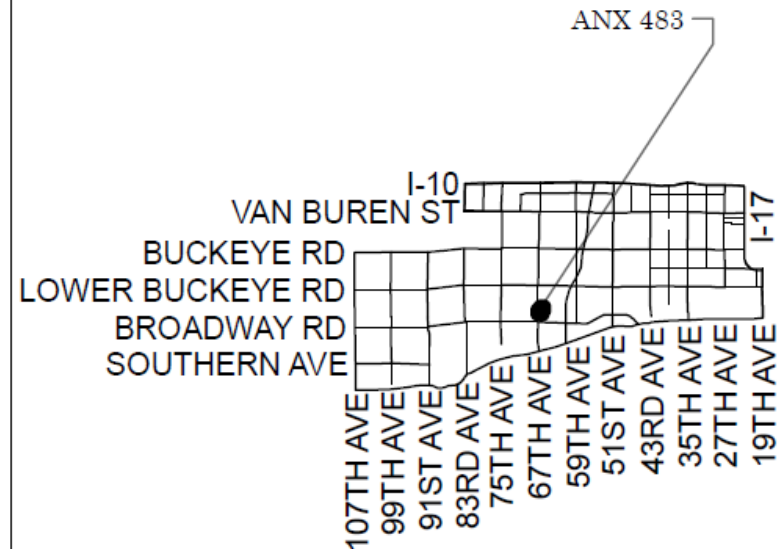 ANX 483
I-10
VAN BUREN ST
I-17
BUCKEYE RD
LOWER BUCKEYE RD
BROADWAY RD
SOUTHERN AVE
107TH AVE
99TH AVE
91ST AVE
83RD AVE
75TH AVE
67TH AVE
59TH AVE
51ST AVE
43RD AVE
35TH AVE
27TH AVE
19TH AVE